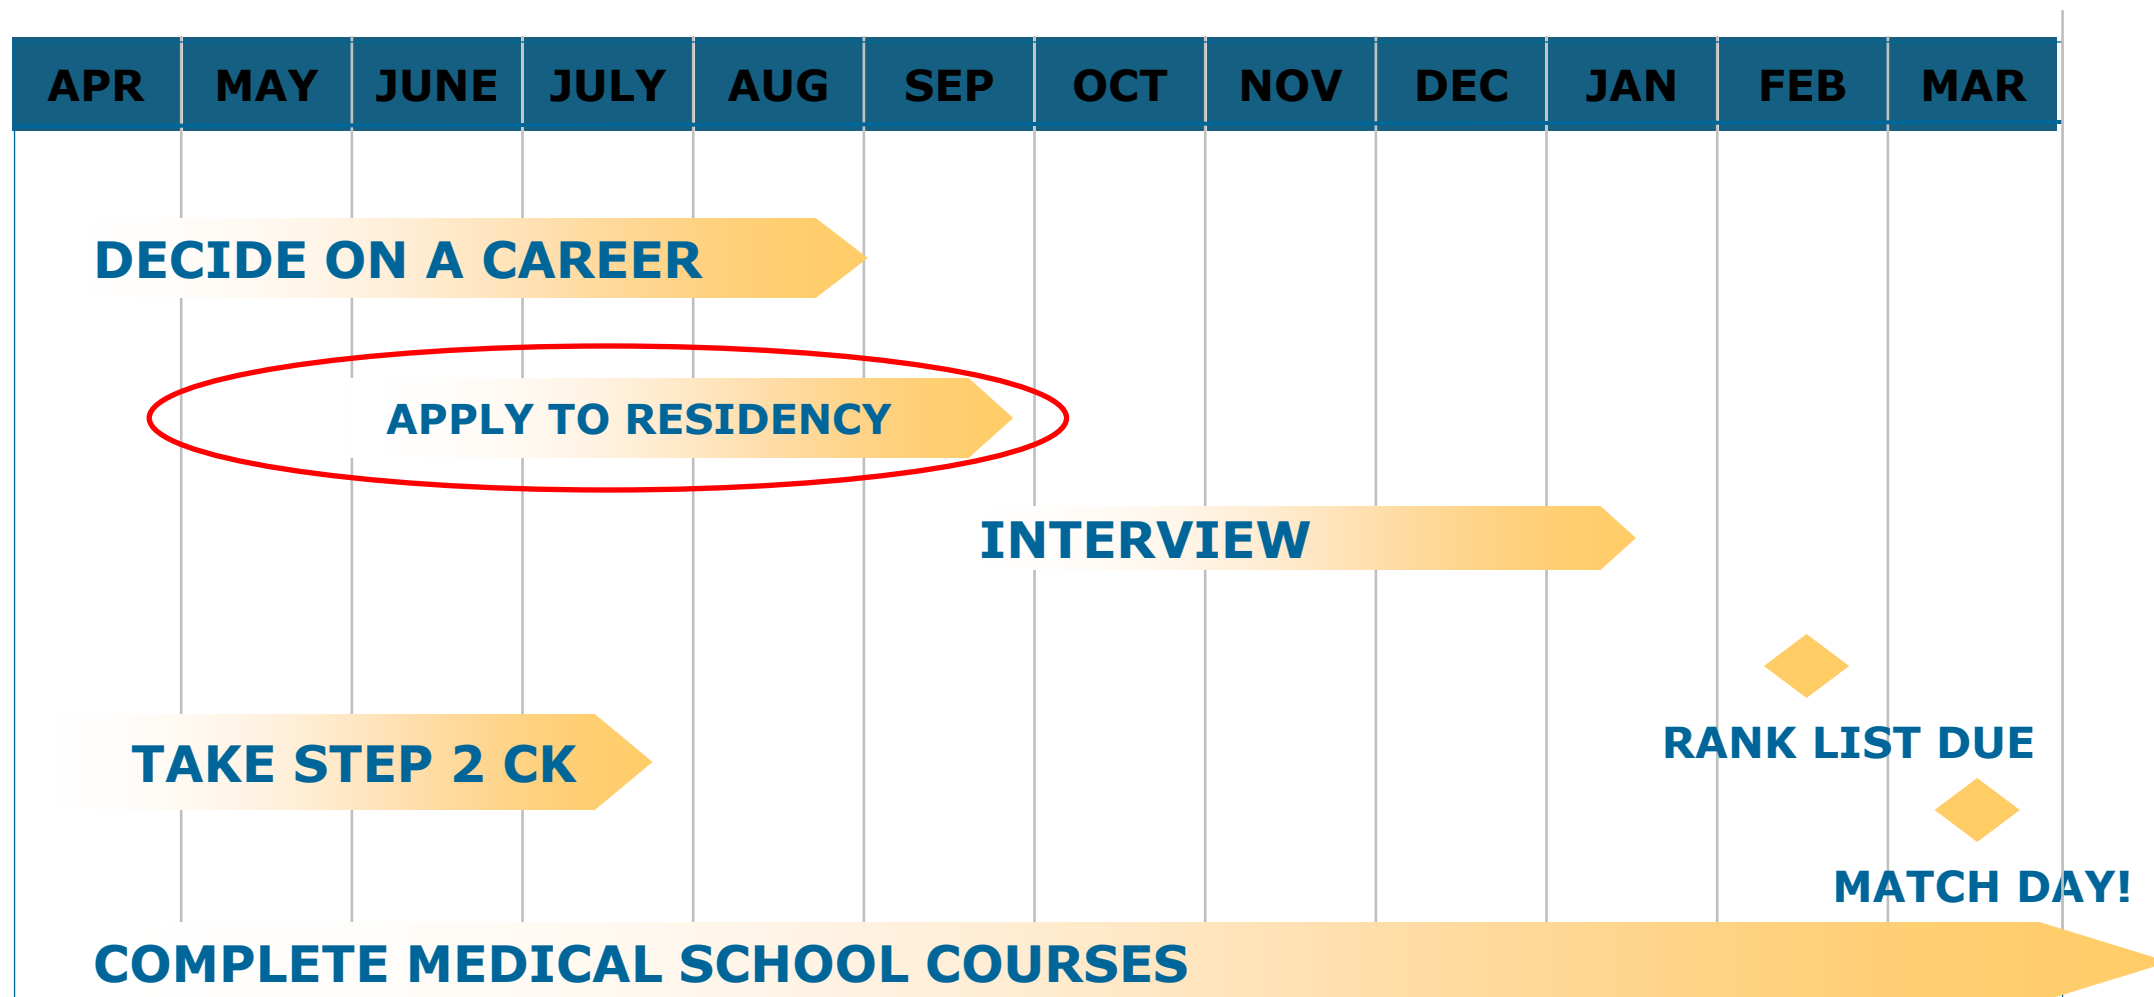 APR MAY JUNE JULY AUG SEP OCT NOV DEC JAN FEB MAR
DECIDE ON A CAREER
APPLY TO RESIDENCY
INTERVIEW
RANK LIST DUE
TAKE STEP 2 CK
MATCH DAY!
COMPLETE MEDICAL SCHOOL COURSES